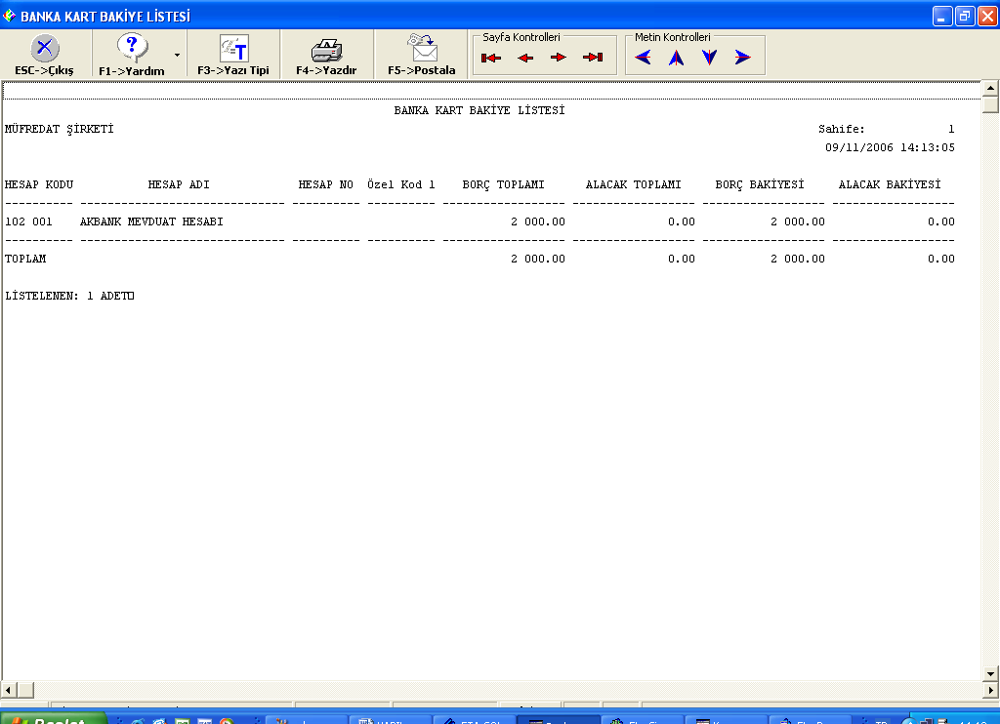 BANKA KART BAKİYE LİSTESİ
ESC->Çıkış F1->Yardım F3->Yazı Tipi F4->Yazdır F5->Postala Sayfa Kontrolleri Metin Kontrolleri
BANKA KART BAKİYE LİSTESİ
MÜFREDAT ŞİRKETİ Sahife: 1
09/11/2006 14:13:05
HESAP KODU HESAP ADI HESAP NO Özel Kod 1 BORÇ TOPLAMI ALACAK TOPLAMI BORÇ BAKİYESİ ALACAK BAKİYESİ
102 001 AKBANK MEVDUAT HESABI 2 000.00 0.00 2 000.00 0.00
TOPLAM 2 000.00 0.00 2 000.00 0.00
LİSTELENEN: 1 ADET